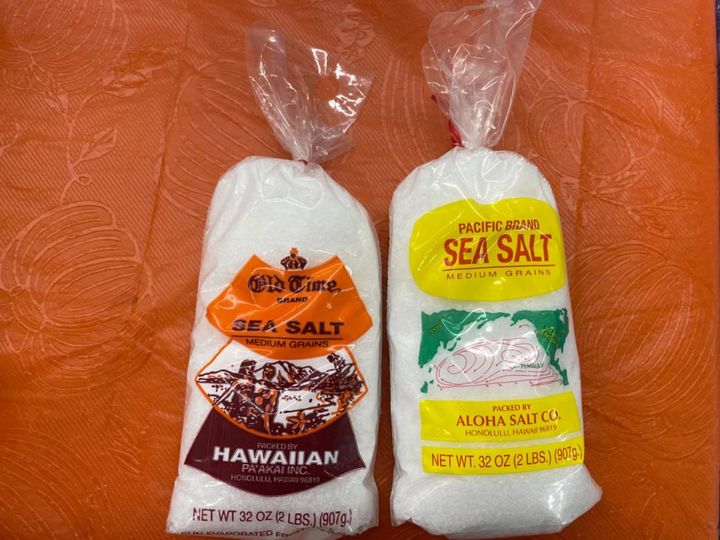 Old Time
BRAND
SEA SALT
MEDIUM GRAINS
PACKED BY
HAWAIIAN
PA'AKAI INC.
HONOLULU, HAWAII 96819
NET WT 32 OZ (2 LBS.) (907g.)
EVAPORATED
PACIFIC BRAND
SEA SALT
MEDIUM GRAINS
HAWAII
PACKED BY
ALOHA SALT CO.
HONOLULU, HAWAII 96819
NET WT. 32 OZ (2 LBS.) (907g.)